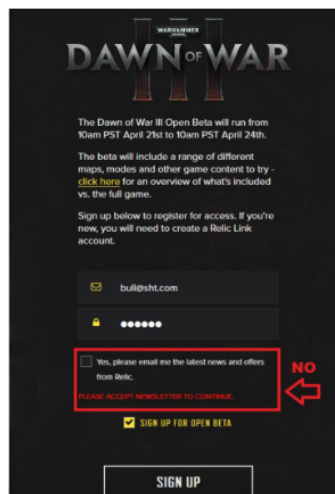 WARHAMMER
DAWN OF WAR
III
The Dawn of War III Open Beta will run from
10am PST April 21st to 10am PST April 24th.
The beta will include a range of different
maps, modes and other game content to try -
click here for an overview of what's included
vs. the full game.
Sign up below to register for access. If you're
new, you will need to create a Relic Link
account.
bull@sht.com
Yes, please email me the latest news and offers
from Relic.
NO
PLEASE ACCEPT NEWSLETTER TO CONTINUE.
SIGN UP FOR OPEN BETA
SIGN UP